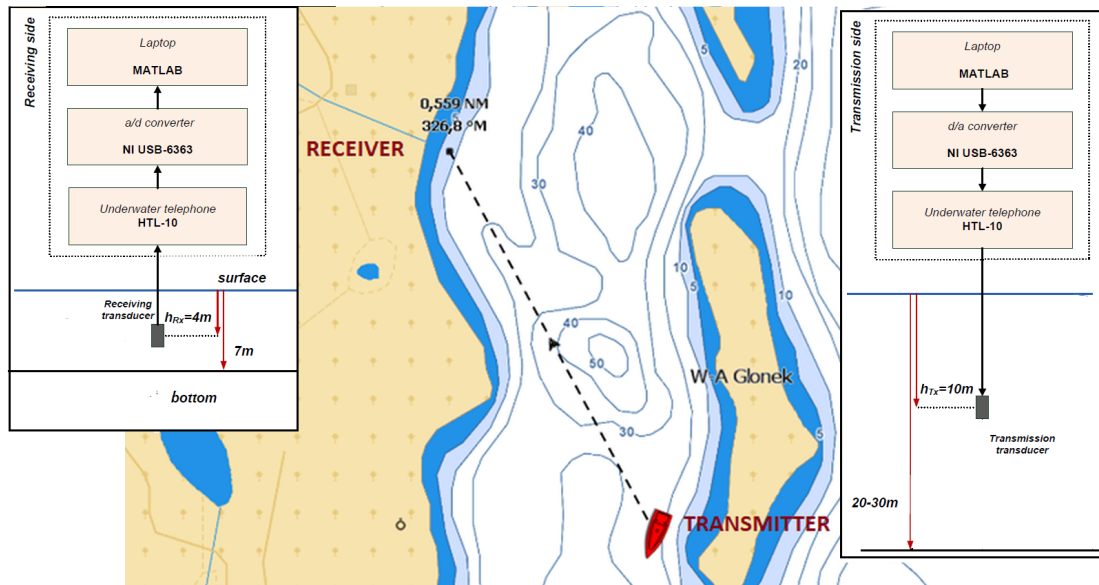 Receiving side
Laptop
MATLAB
a/d converter
NI USB-6363
Underwater telephone
HTL-10
surface
Receiving
transducer
hRx=4m
7m
bottom
0,559 NM
326,8 °M
RECEIVER
5
40
30
5
20
10
5
10
40
50
W-A Glonek
30
5
TRANSMITTER
Transmission side
Laptop
MATLAB
d/a converter
NI USB-6363
Underwater telephone
HTL-10
hTx=10m
Transmission
transducer
20-30m